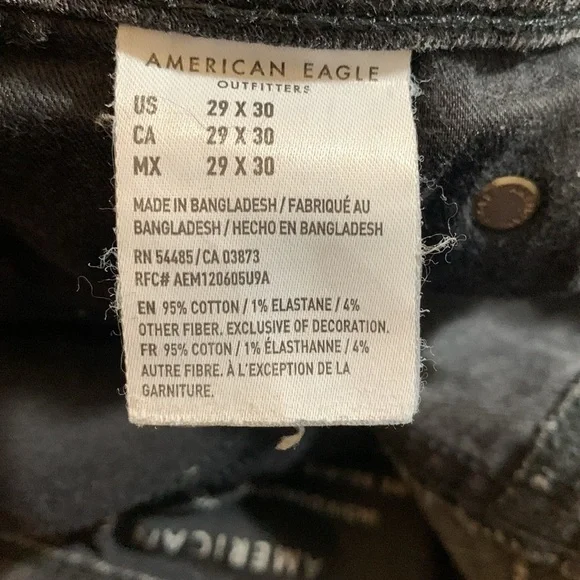 AMERICAN EAGLE
OUTFITTERS
US 29 X 30
CA 29 X 30
MX 29 X 30
MADE IN BANGLADESH / FABRIQUÉ AU
BANGLADESH / HECHO EN BANGLADESH
RN 54485 / CA 03873
RFC# AEM120605U9A
EN 95% COTTON / 1% ELASTANE / 4%
OTHER FIBER. EXCLUSIVE OF DECORATION.
FR 95% COTON / 1% ÉLASTHANNE / 4%
AUTRE FIBRE. À L'EXCEPTION DE LA
GARNITURE.
AMERICAN